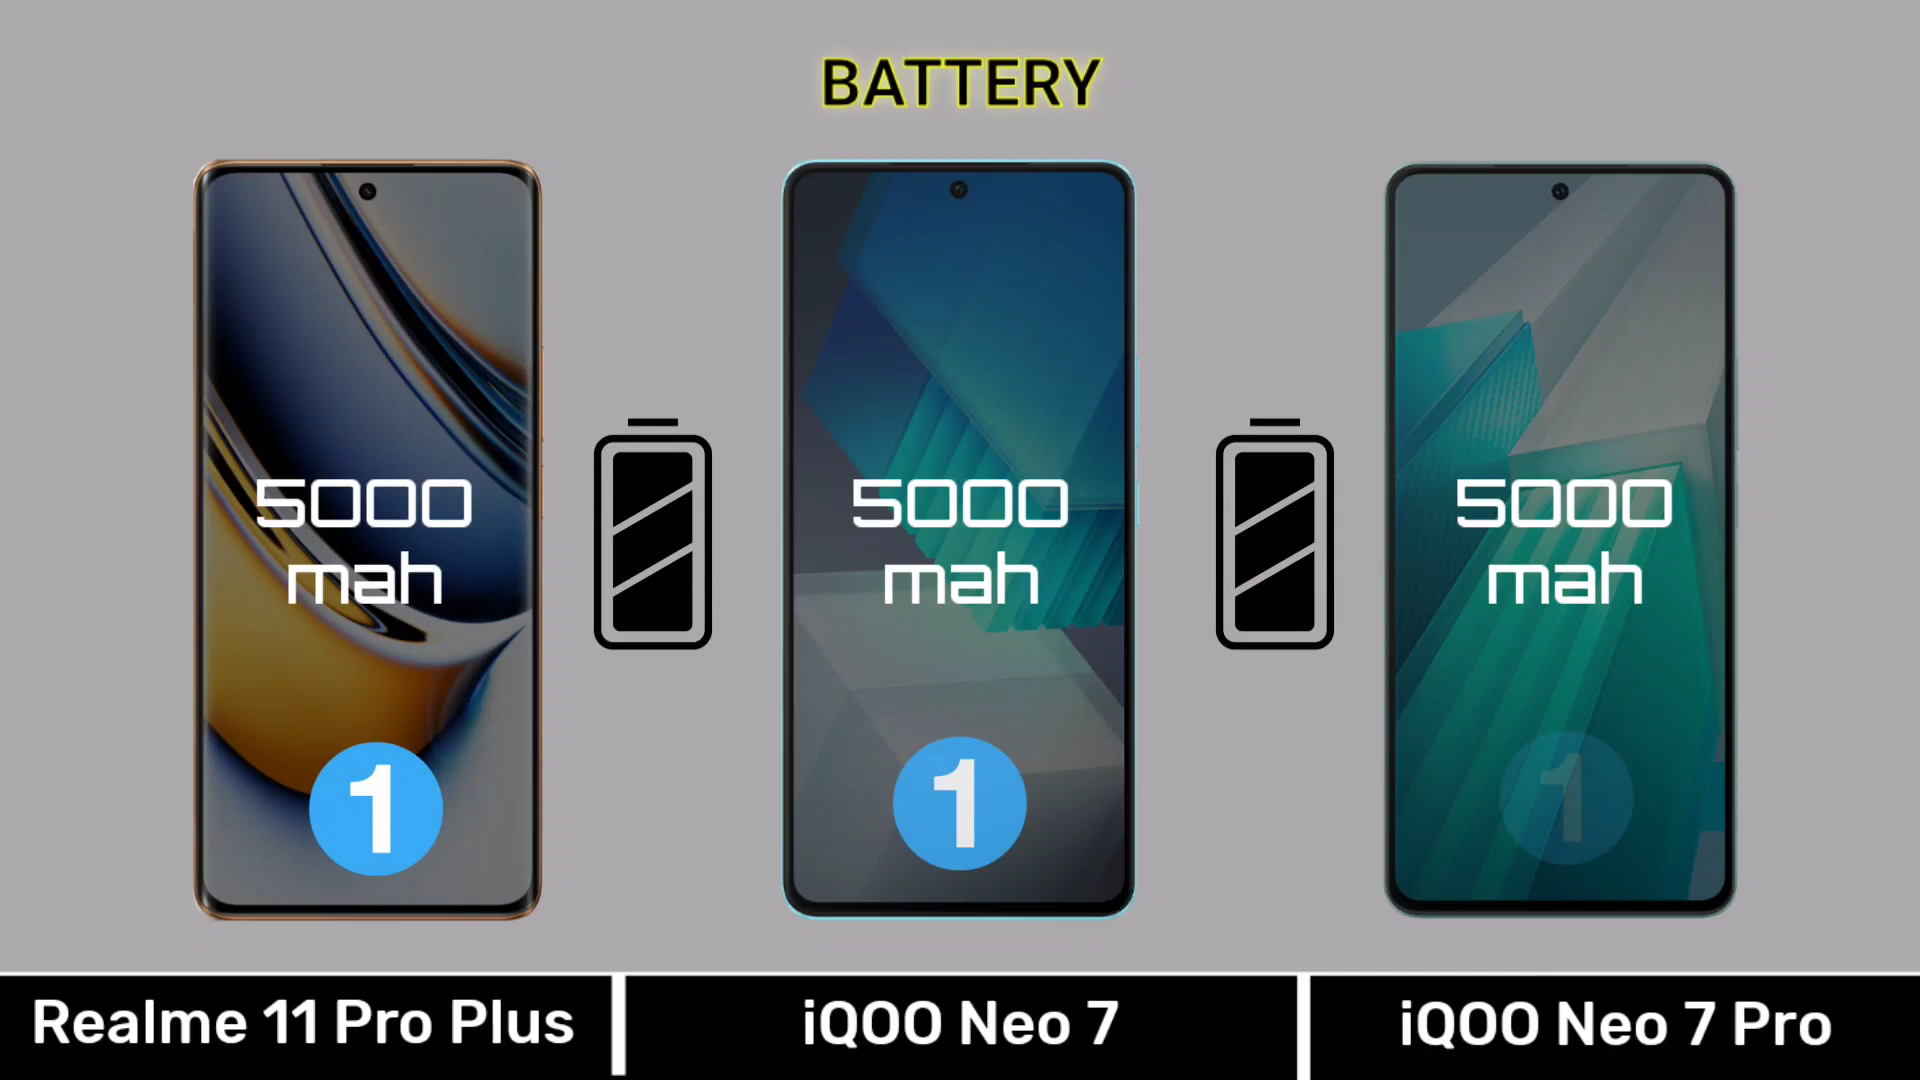 BATTERY
5000
mah
1
5000
mah
1
5000
mah
1
Realme 11 Pro Plus
iQOO Neo 7
iQOO Neo 7 Pro